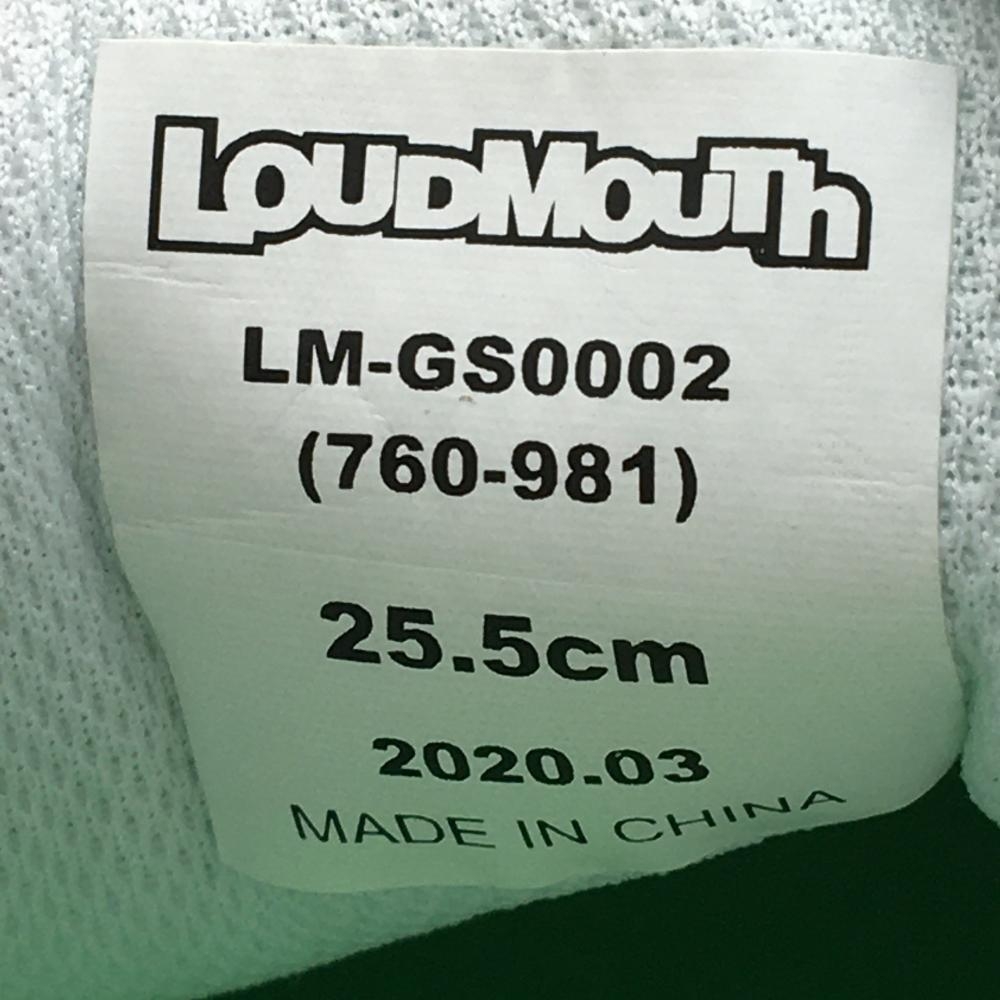 LOUDMOUTh
LM-GS0002
(760-981)
25.5cm
2020.03
MADE IN CHINA